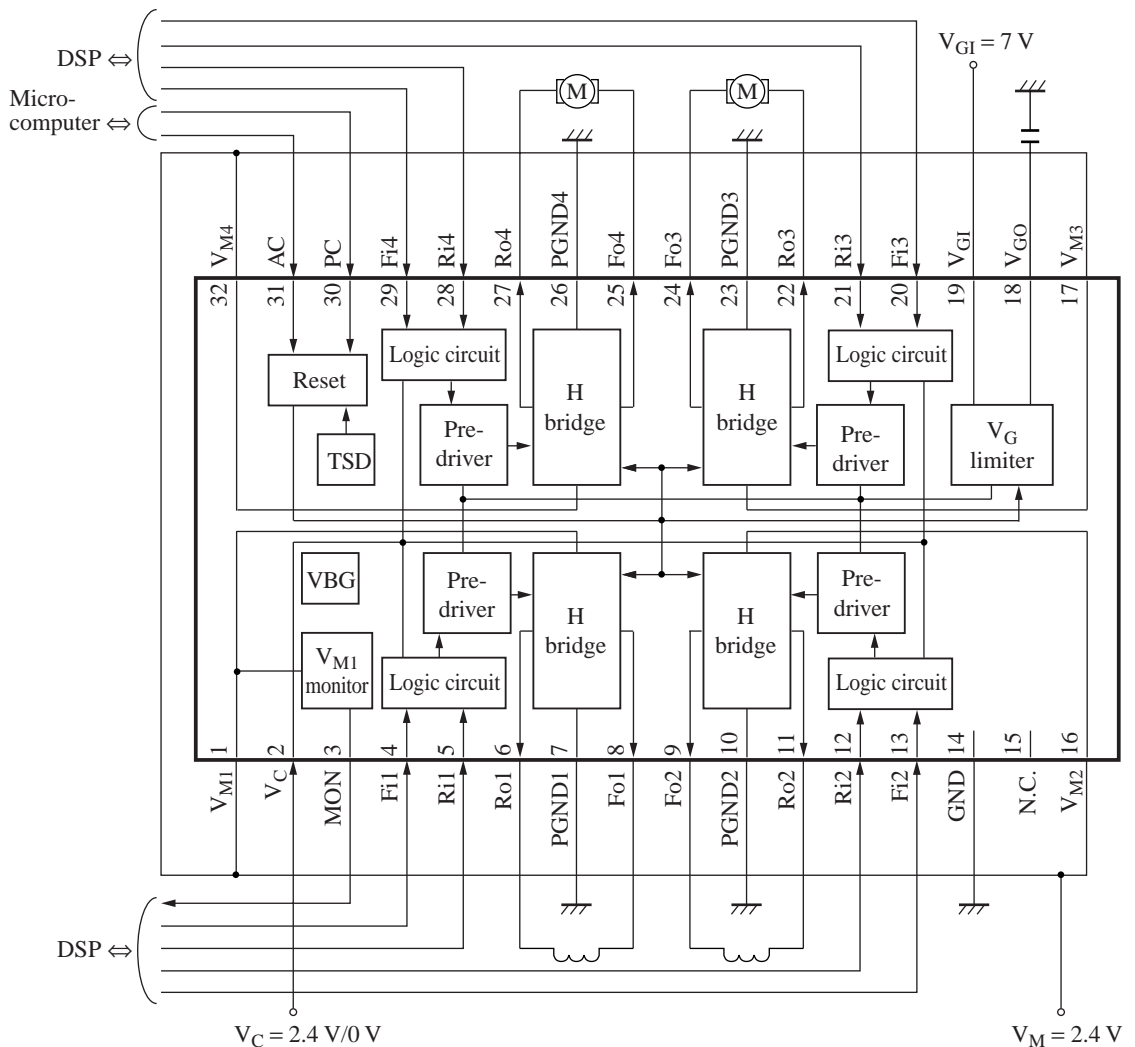 DSP ⇔
Micro-
computer ⇔
M
M
V_GI = 7 V
V_M4
AC
PC
Fi4
Ri4
Ro4
PGND4
Fo4
Fo3
PGND3
Ro3
Ri3
Fi3
V_GI
V_GO
V_M3
32
31
30
29
28
27
26
25
24
23
22
21
20
19
18
17
Reset
TSD
Logic circuit
Pre-
driver
H
bridge
H
bridge
Logic circuit
Pre-
driver
V_G
limiter
VBG
V_M1
monitor
Pre-
driver
Logic circuit
H
bridge
H
bridge
Pre-
driver
Logic circuit
1
2
3
4
5
6
7
8
9
10
11
12
13
14
15
16
V_M1
V_C
MON
Fi1
Ri1
Ro1
PGND1
Fo1
Fo2
PGND2
Ro2
Ri2
Fi2
GND
N.C.
V_M2
DSP ⇔
V_C = 2.4 V/0 V
V_M = 2.4 V